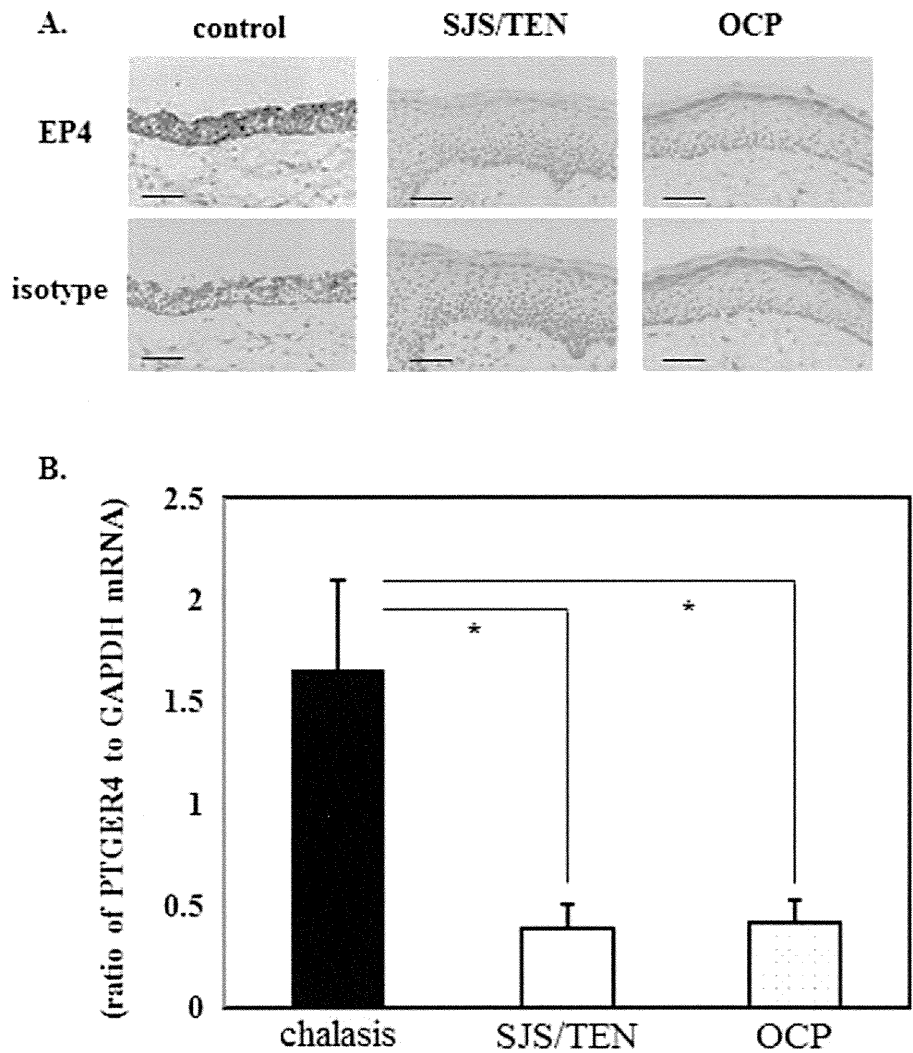 A.
control SJS/TEN OCP
EP4
isotype
B.
(ratio of PTGER4 to GAPDH mRNA)
2.5
2
1.5
1
0.5
0
*
*
chalasis SJS/TEN OCP